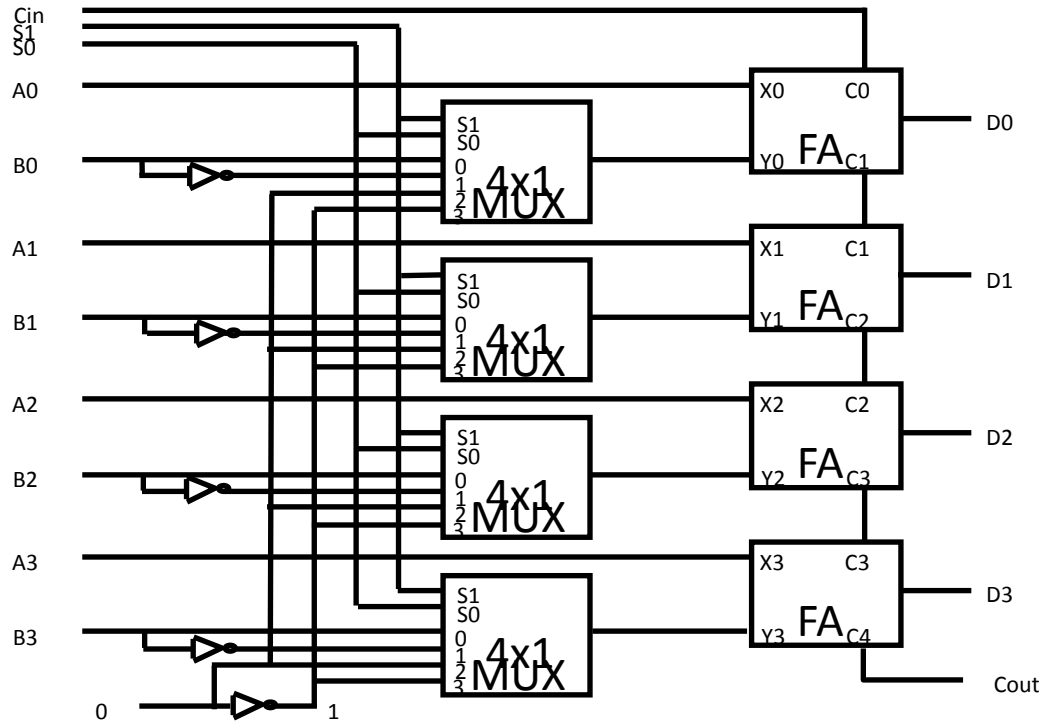 Cin
S1
S0
A0
X0 C0
S1
S0
D0
B0
0
1
2
3
4x1
MUX
Y0 FA C1
A1
X1 C1
S1
S0
D1
B1
0
1
2
3
4x1
MUX
Y1 FA C2
A2
X2 C2
S1
S0
D2
B2
0
1
2
3
4x1
MUX
Y2 FA C3
A3
X3 C3
S1
S0
D3
B3
0
1
2
3
4x1
MUX
Y3 FA C4
Cout
0 1